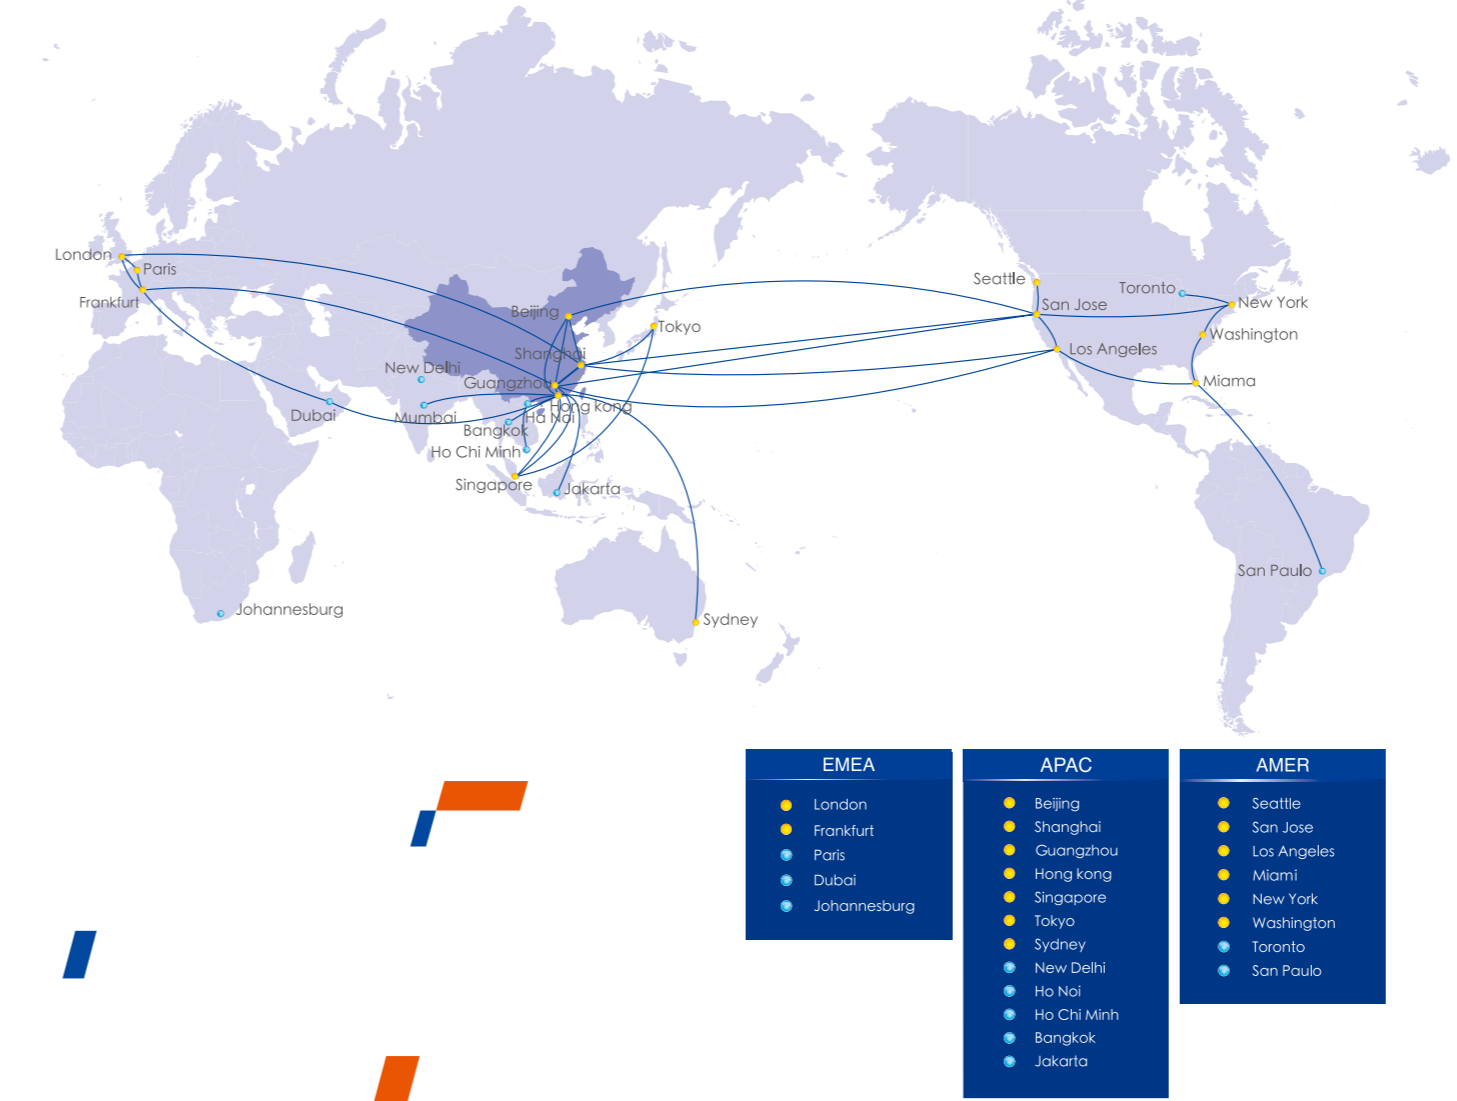 London
Paris
Frankfurt
Beijing
Tokyo
Shanghai
New Delhi
Guangzhou
Hong kong
Dubai
Mumbai
Ha Noi
Bangkok
Ho Chi Minh
Singapore
Jakarta
Johannesburg
Sydney
Seattle
Toronto
San Jose
New York
Washington
Los Angeles
Miama
San Paulo
EMEA
London
Frankfurt
Paris
Dubai
Johannesburg
APAC
Beijing
Shanghai
Guangzhou
Hong kong
Singapore
Tokyo
Sydney
New Delhi
Ho Noi
Ho Chi Minh
Bangkok
Jakarta
AMER
Seattle
San Jose
Los Angeles
Miami
New York
Washington
Toronto
San Paulo